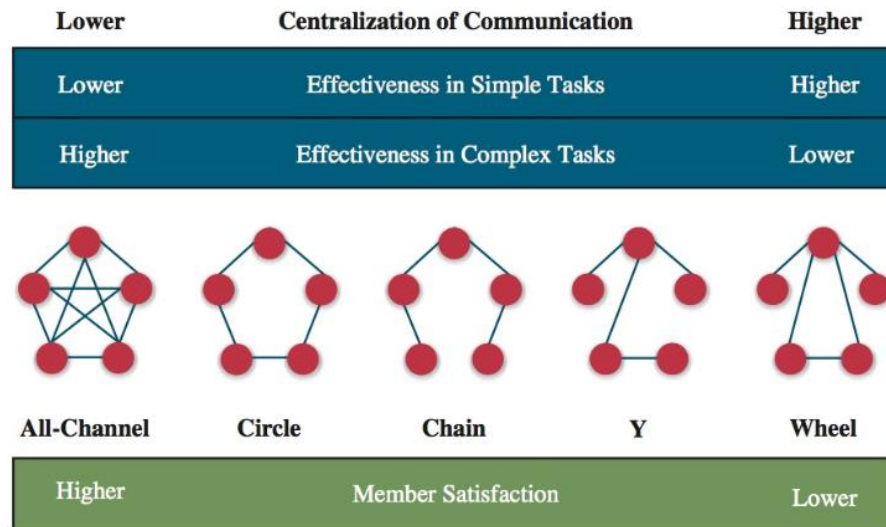 Lower Centralization of Communication Higher
Lower Effectiveness in Simple Tasks Higher
Higher Effectiveness in Complex Tasks Lower
All-Channel Circle Chain Y Wheel
Higher Member Satisfaction Lower